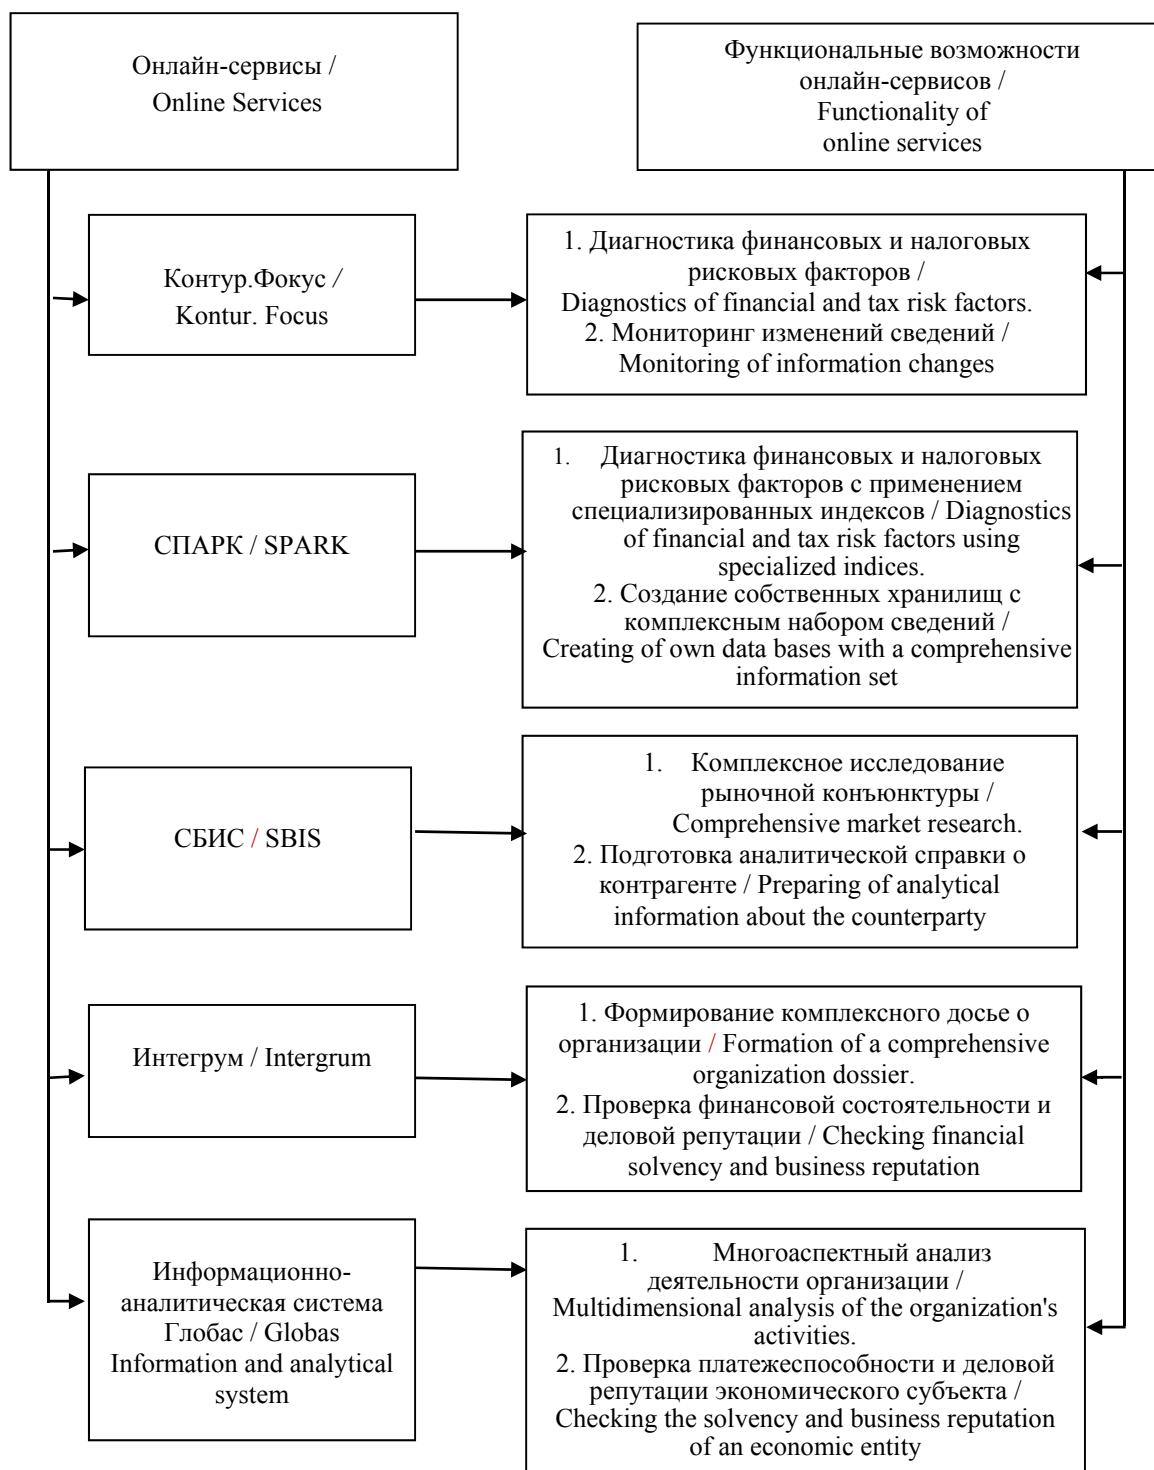 Онлайн-сервисы /
Online Services
Функциональные возможности
онлайн-сервисов /
Functionality of
online services
Контур.Фокус /
Kontur. Focus
1. Диагностика финансовых и налоговых
рисковых факторов /
Diagnostics of financial and tax risk factors.
2. Мониторинг изменений сведений /
Monitoring of information changes
СПАРК / SPARK
1. Диагностика финансовых и налоговых
рисковых факторов с применением
специализированных индексов / Diagnostics
of financial and tax risk factors using
specialized indices.
2. Создание собственных хранилищ с
комплексным набором сведений /
Creating of own data bases with a comprehensive
information set
СБИС / SBIS
1. Комплексное исследование
рыночной конъюнктуры /
Comprehensive market research.
2. Подготовка аналитической справки о
контрагенте / Preparing of analytical
information about the counterparty
Интегрум / Intergrum
1. Формирование комплексного досье о
организации / Formation of a comprehensive
organization dossier.
2. Проверка финансовой состоятельности и
деловой репутации / Checking financial
solvency and business reputation
Информационно-
аналитическая система
Глобас / Globas
Information and analytical
system
1. Многоаспектный анализ
деятельности организации /
Multidimensional analysis of the organization's
activities.
2. Проверка платежеспособности и деловой
репутации экономического субъекта /
Checking the solvency and business reputation
of an economic entity